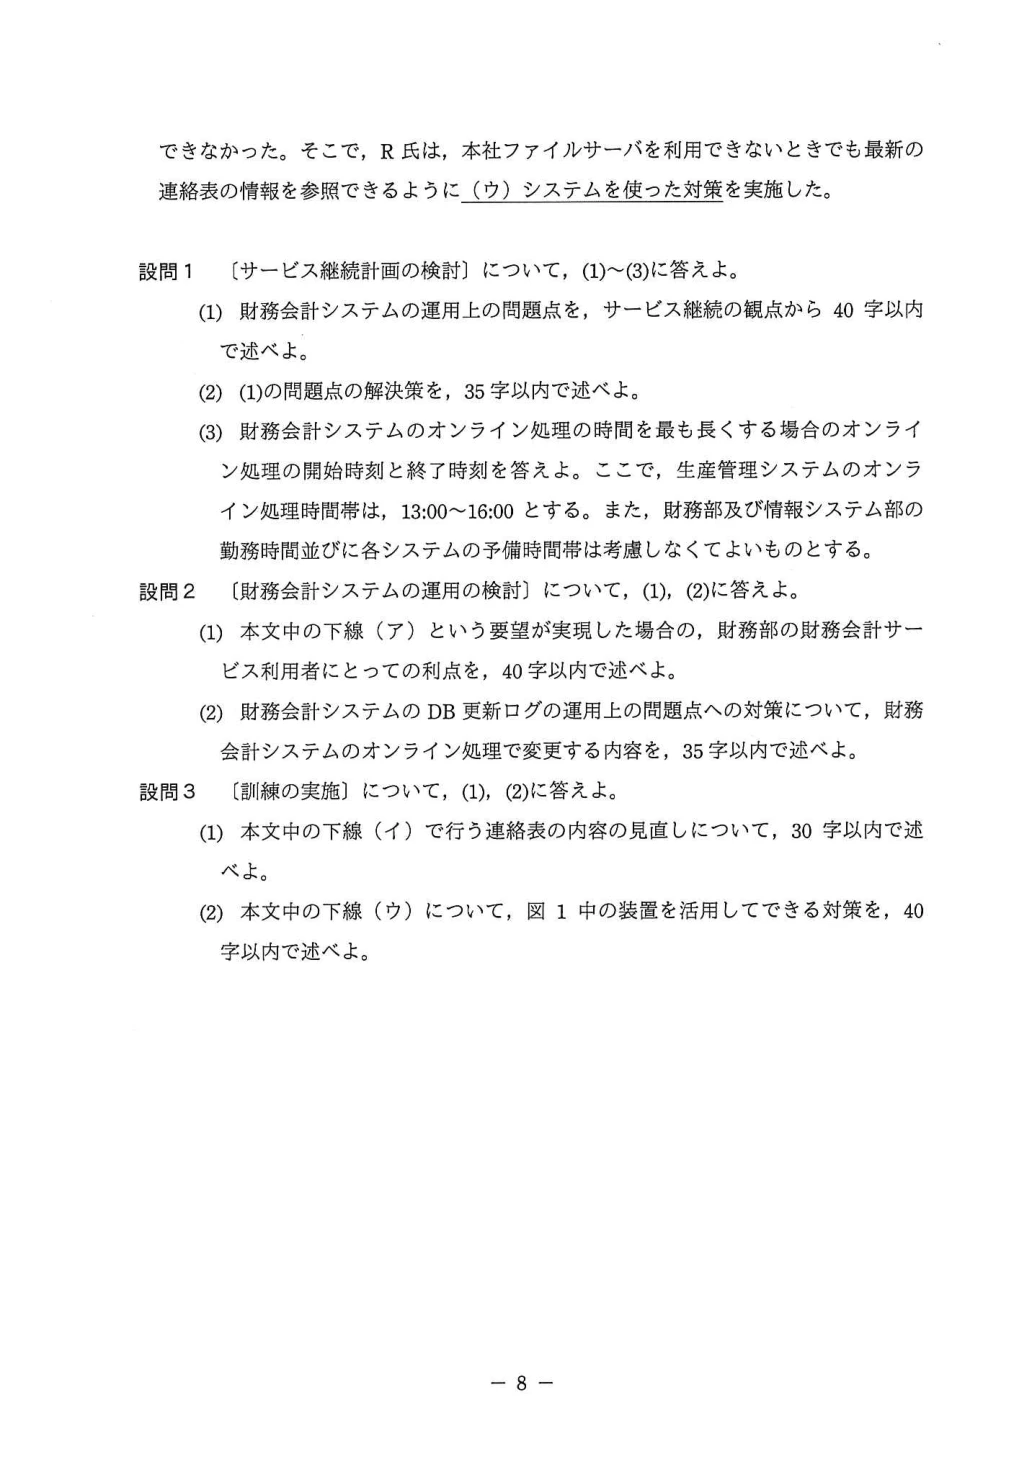 できなかった。そこで，R 氏は，本社ファイルサーバを利用できないときでも最新の
連絡表の情報を参照できるように（ウ）システムを使った対策を実施した。
設問1　〔サービス継続計画の検討〕について，(1)～(3)に答えよ。
(1) 財務会計システムの運用上の問題点を，サービス継続の観点から 40 字以内
で述べよ。
(2) (1)の問題点の解決策を，35 字以内で述べよ。
(3) 財務会計システムのオンライン処理の時間を最も長くする場合のオンライ
ン処理の開始時刻と終了時刻を答えよ。ここで，生産管理システムのオンラ
イン処理時間帯は，13:00～16:00 とする。また，財務部及び情報システム部の
勤務時間並びに各システムの予備時間帯は考慮しなくてよいものとする。
設問2　〔財務会計システムの運用の検討〕について，(1)，(2)に答えよ。
(1) 本文中の下線（ア）という要望が実現した場合の，財務部の財務会計サー
ビス利用者にとっての利点を，40 字以内で述べよ。
(2) 財務会計システムの DB 更新ログの運用上の問題点への対策について，財務
会計システムのオンライン処理で変更する内容を，35 字以内で述べよ。
設問3　〔訓練の実施〕について，(1)，(2)に答えよ。
(1) 本文中の下線（イ）で行う連絡表の内容の見直しについて，30 字以内で述
べよ。
(2) 本文中の下線（ウ）について，図 1 中の装置を活用してできる対策を，40
字以内で述べよ。
－ 8 －